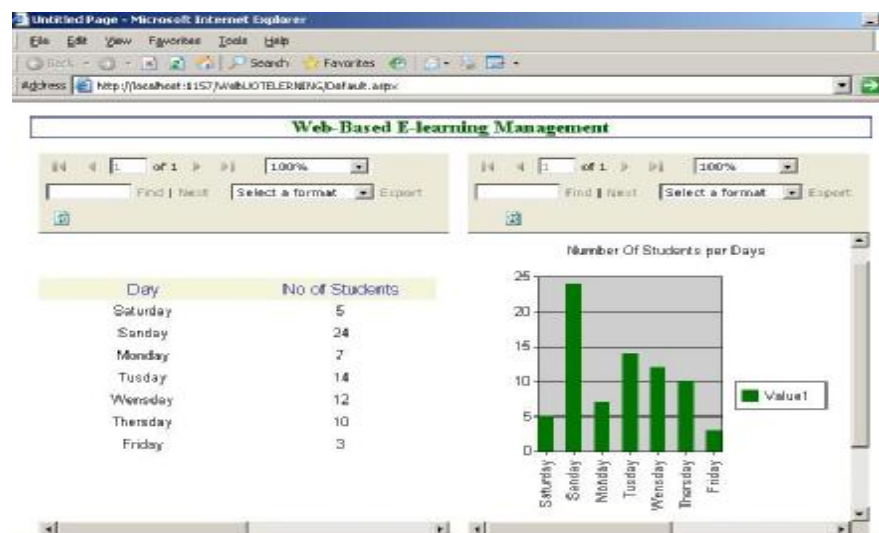 Untitled Page - Microsoft Internet Explorer
File Edit View Favorites Tools Help
Back Search Favorites
Address http://localhost:1157/WebUOTELERNING/Default.aspx
Web-Based E-learning Management
1 of 1 100%
Find | Next Select a format Export
1 of 1 100%
Find | Next Select a format Export
Day No of Students
Saturday 5
Sanday 24
Monday 7
Tusday 14
Wensday 12
Thersday 10
Friday 3
Number Of Students per Days
25
20
15
10
5
0
Saturday
Sanday
Monday
Tusday
Wensday
Thersday
Friday
Value1